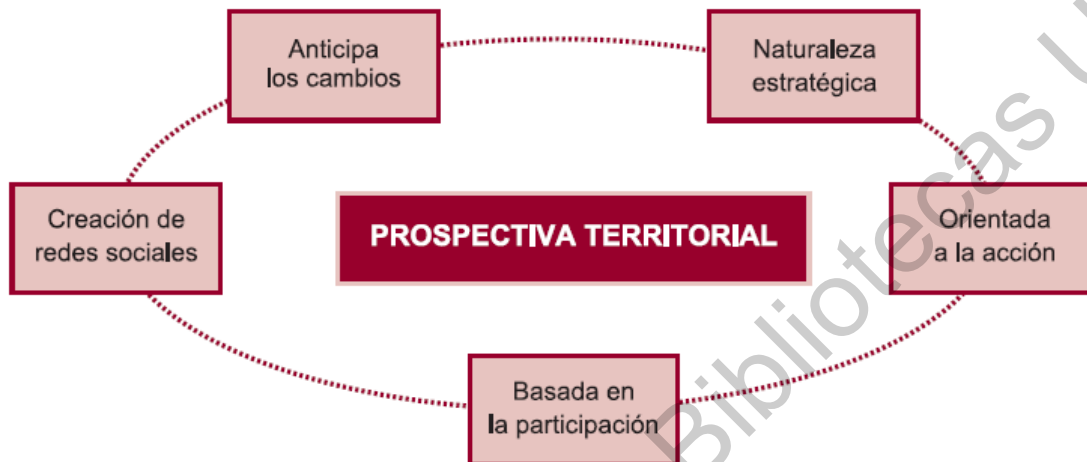 Anticipa
los cambios
Naturaleza
estratégica
Creación de
redes sociales
PROSPECTIVA TERRITORIAL
Orientada
a la acción
Basada en
la participación
Bibliotecas U